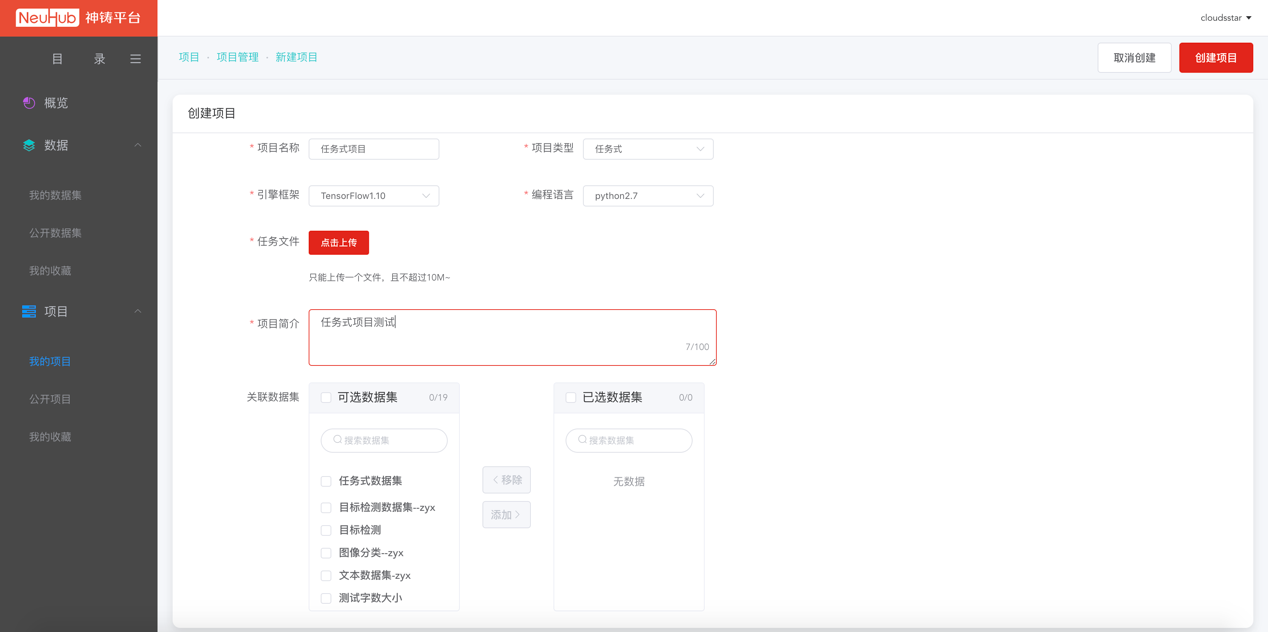 NeuHub 神铸平台
cloudsstar
目 录
项目 · 项目管理 · 新建项目
取消创建
创建项目
概览
数据
我的数据集
公开数据集
我的收藏
项目
我的项目
公开项目
我的收藏
创建项目
* 项目名称 任务式项目
* 项目类型 任务式
* 引擎框架 TensorFlow1.10
* 编程语言 python2.7
* 任务文件 点击上传
只能上传一个文件，且不超过10M~
* 项目简介 任务式项目测试
7/100
关联数据集
可选数据集 0/19
搜索数据集
任务式数据集
目标检测数据集--zyx
目标检测
图像分类--zyx
文本数据集-zyx
测试字数大小
< 移除
添加 >
已选数据集 0/0
搜索数据集
无数据